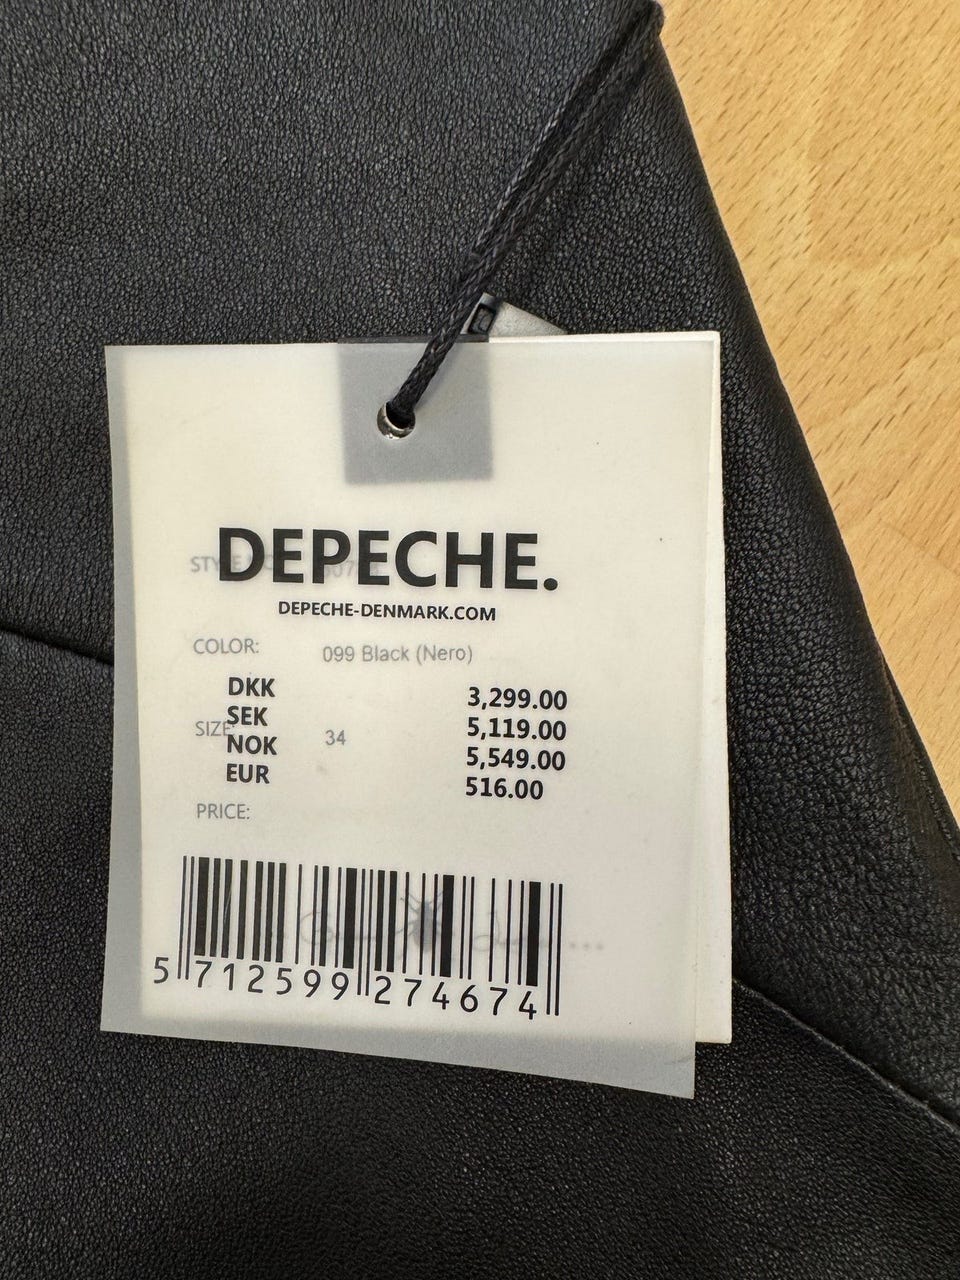 DEPECHE.
DEPECHE-DENMARK.COM
COLOR: 099 Black (Nero)
DKK 3,299.00
SEK 5,119.00
SIZE: 34
NOK 5,549.00
EUR 516.00
PRICE:
5 712599 274674